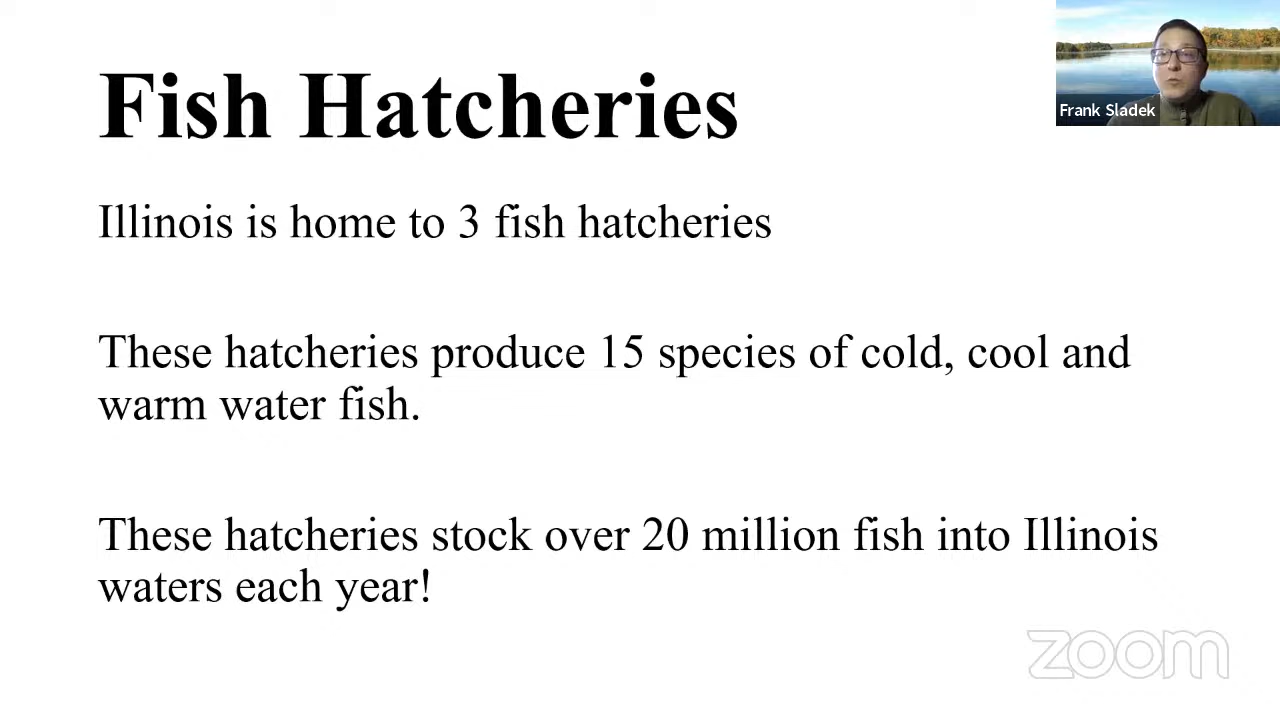 Fish Hatcheries
Frank Sladek
Illinois is home to 3 fish hatcheries
These hatcheries produce 15 species of cold, cool and
warm water fish.
These hatcheries stock over 20 million fish into Illinois
waters each year!
zoom